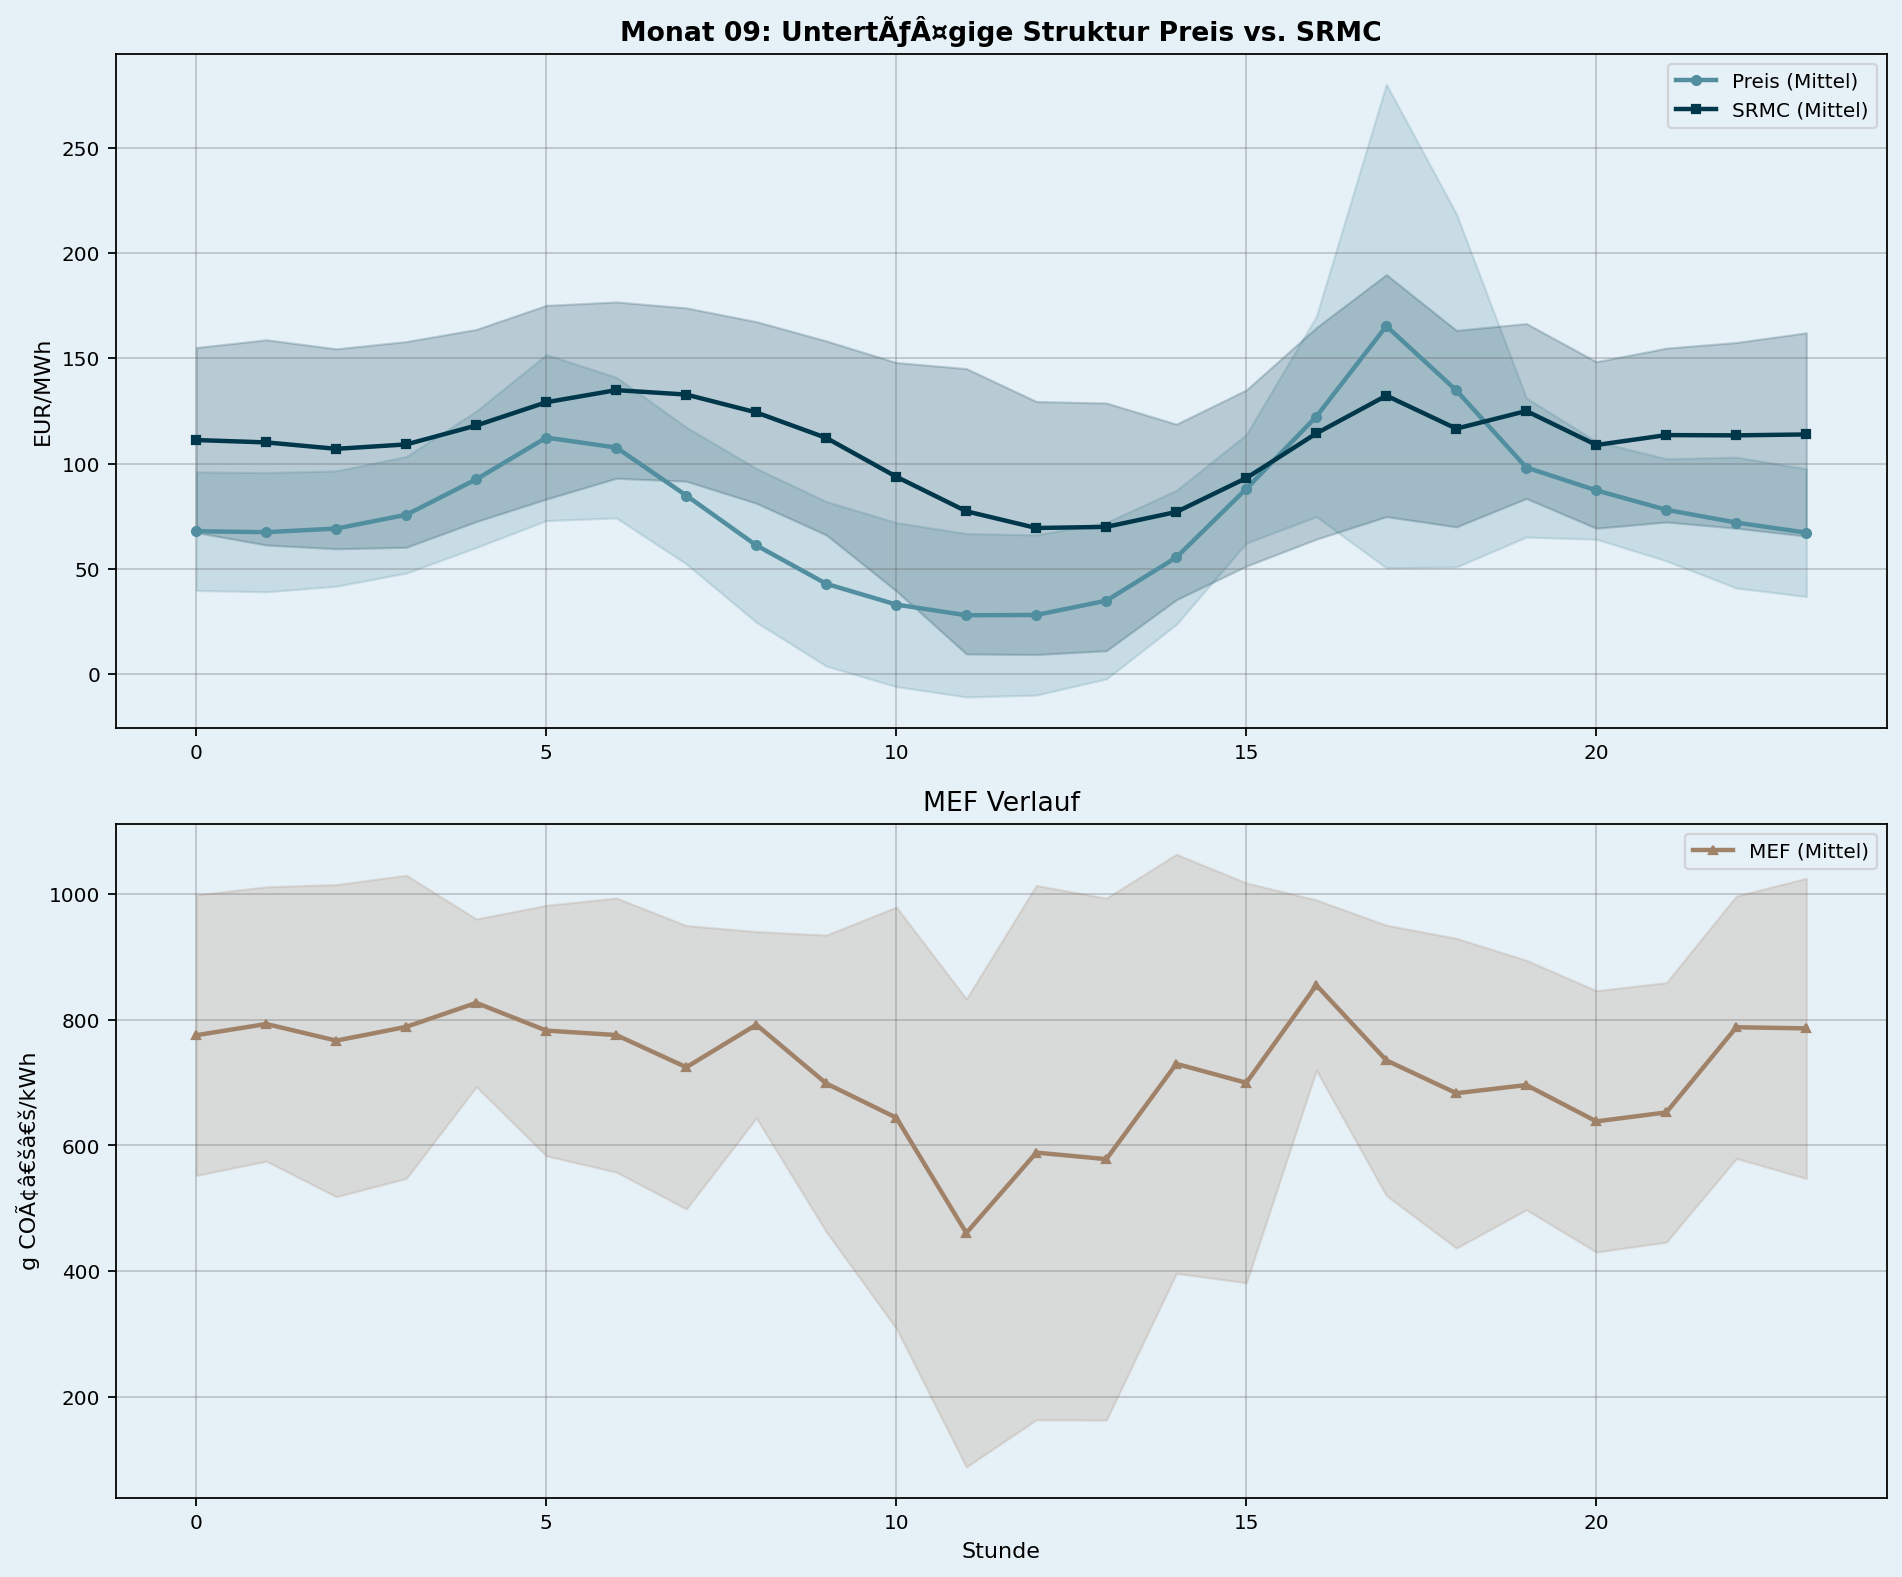 Monat 09: UntertÃƒÂ¤gige Struktur Preis vs. SRMC
Preis (Mittel)
SRMC (Mittel)
EUR/MWh
250
200
150
100
50
0
0 5 10 15 20
MEF Verlauf
MEF (Mittel)
g COÃ¢â€šâ€š/kWh
1000
800
600
400
200
0 5 10 15 20
Stunde